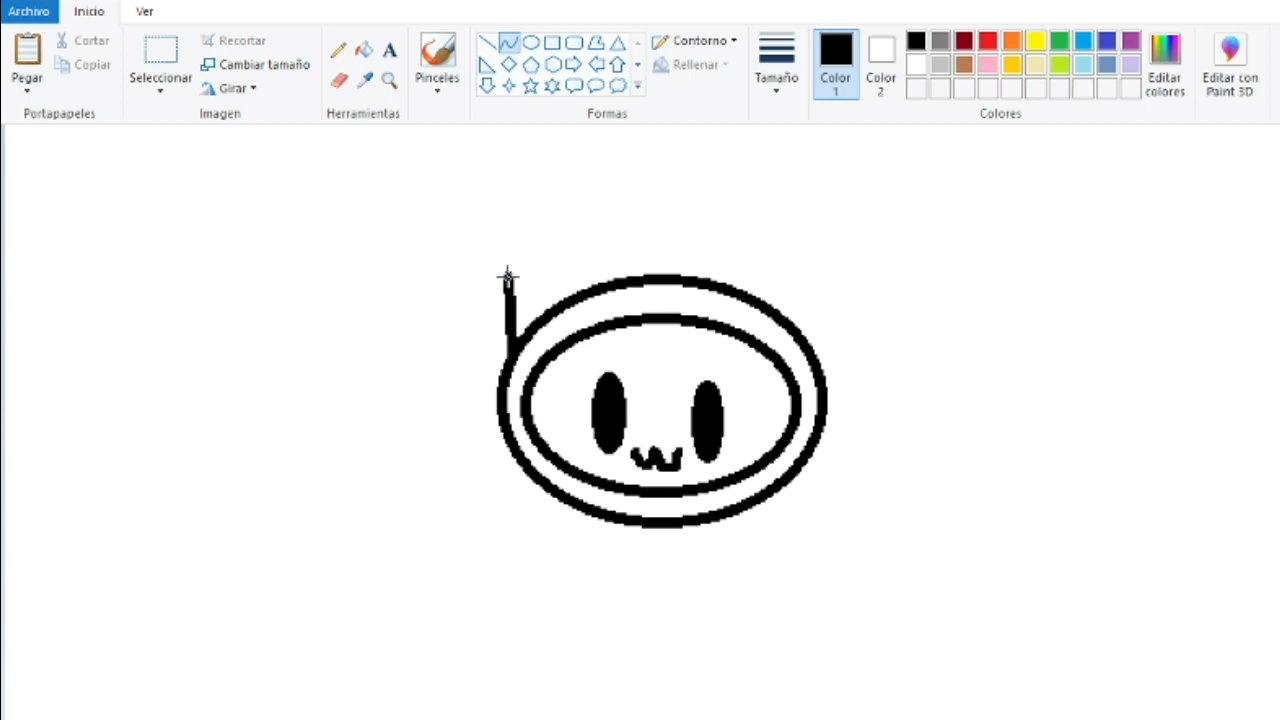 Archivo Inicio Ver
Pegar
Cortar
Copiar
Portapapeles
Seleccionar
Recortar
Cambiar tamaño
Girar
Imagen
A
Herramientas
Pinceles
Contorno
Rellenar
Formas
Tamaño
Color
1
Color
2
Editar
colores
Colores
Editar con
Paint 3D